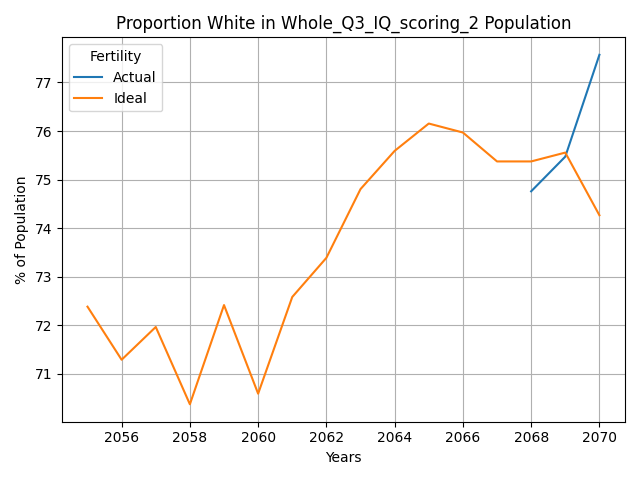 Proportion White in Whole_Q3_IQ_scoring_2 Population
Fertility
Actual
Ideal
77
76
75
74
73
72
71
% of Population
2056 2058 2060 2062 2064 2066 2068 2070
Years